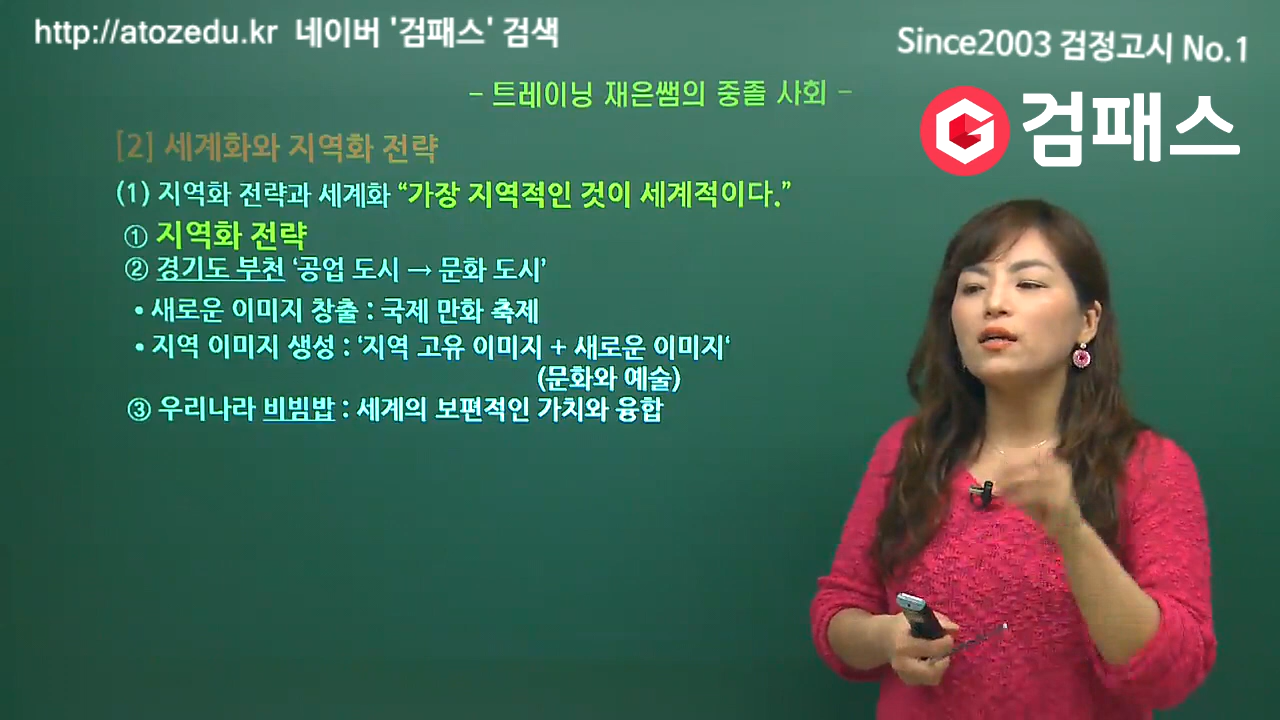 http://atozedu.kr 네이버 '검패스' 검색
Since2003 검정고시 No.1
검패스
- 트레이닝 재은쌤의 중졸 사회 -
[2] 세계화와 지역화 전략
(1) 지역화 전략과 세계화 “가장 지역적인 것이 세계적이다.”
① 지역화 전략
② 경기도 부천 ‘공업 도시 → 문화 도시’
• 새로운 이미지 창출 : 국제 만화 축제
• 지역 이미지 생성 : ‘지역 고유 이미지 + 새로운 이미지‘
(문화와 예술)
③ 우리나라 비빔밥 : 세계의 보편적인 가치와 융합